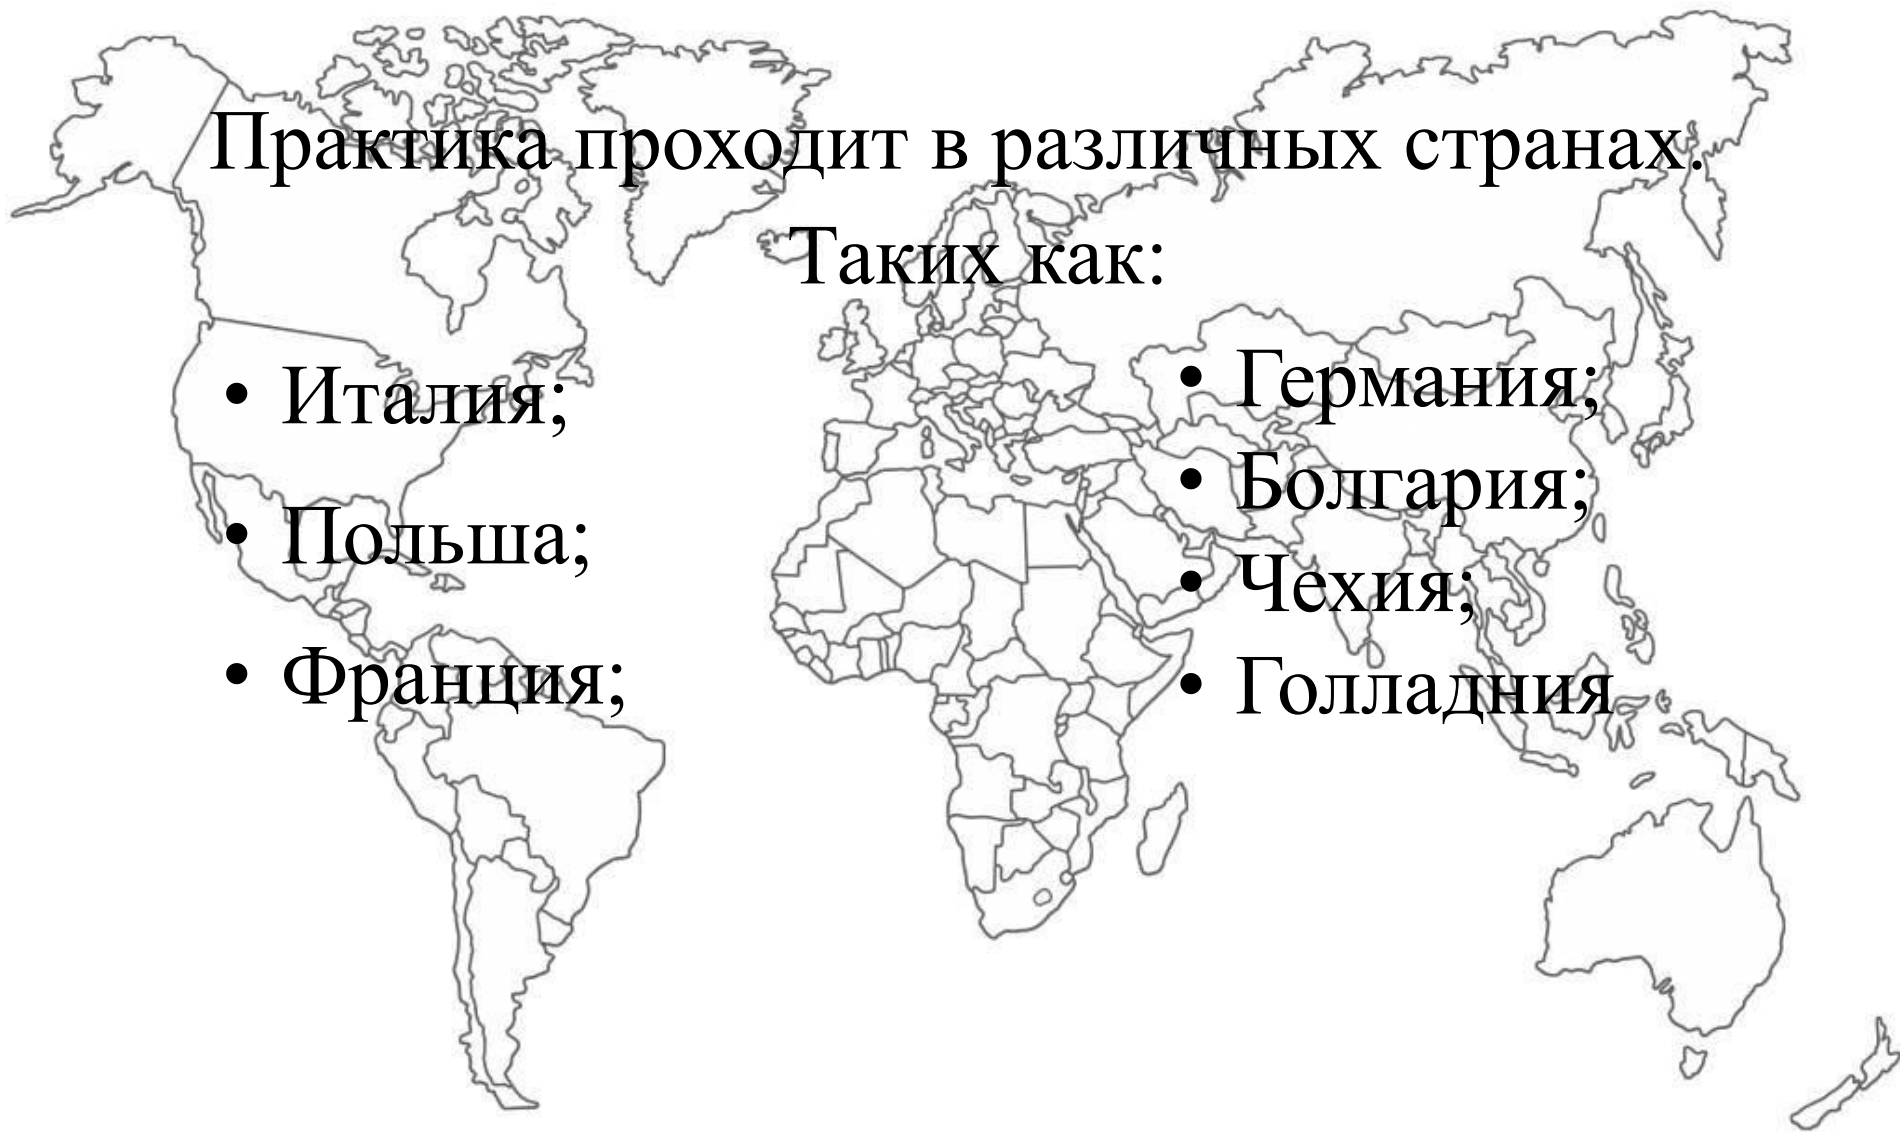 Практика проходит в различных странах.
Таких как:
• Италия;
• Польша;
• Франция;
• Германия;
• Болгария;
• Чехия;
• Голладния